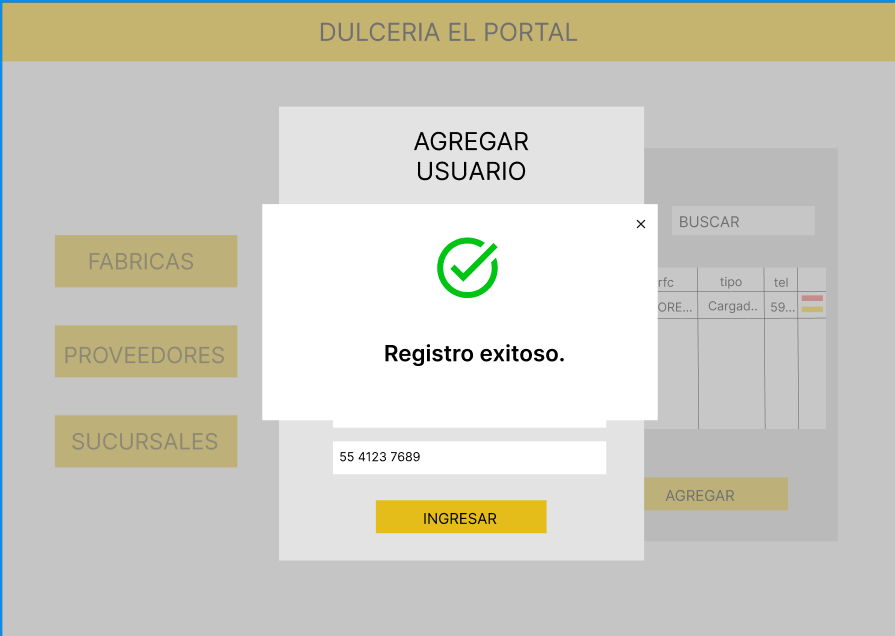 DULCERIA EL PORTAL
AGREGAR
USUARIO
BUSCAR
FABRICAS
rfc tipo tel
ORE... Cargad.. 59...
PROVEEDORES
Registro exitoso.
SUCURSALES
55 4123 7689
AGREGAR
INGRESAR